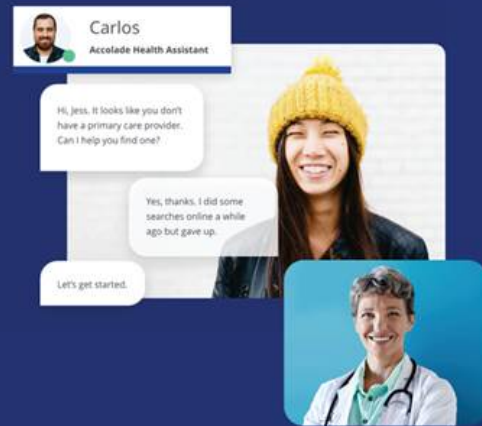 Carlos
Accolade Health Assistant
Hi, Jess. It looks like you don't
have a primary care provider.
Can I help you find one?
Yes, thanks. I did some
searches online a while
ago but gave up.
Let's get started.